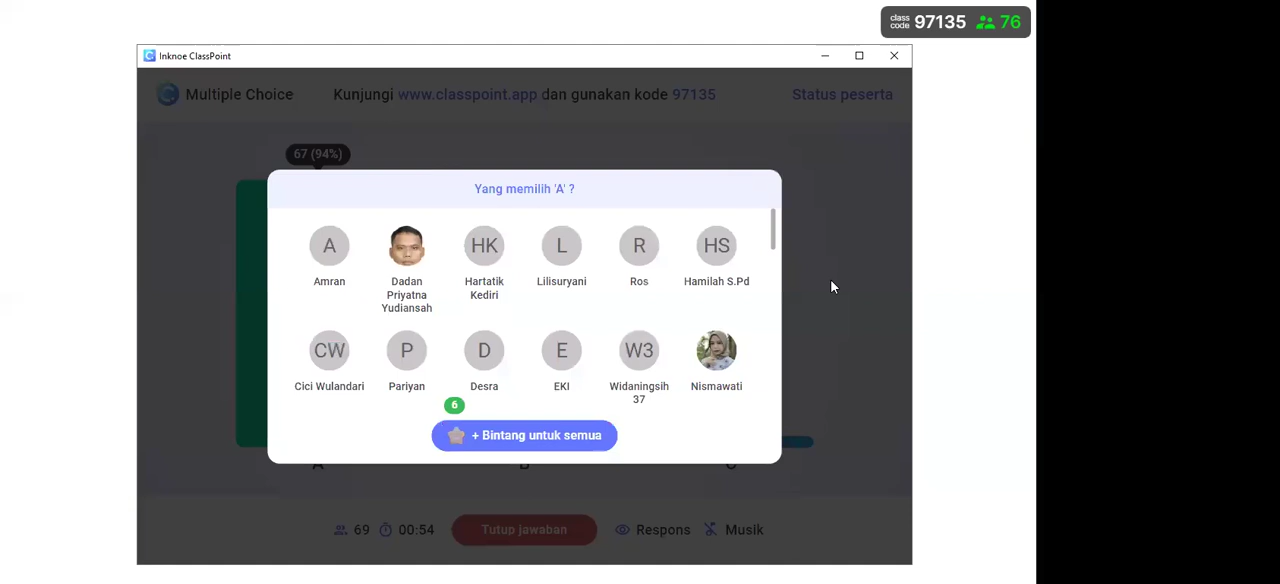 class code 97135 76
Inknoe ClassPoint
Multiple Choice
Kunjungi www.classpoint.app dan gunakan kode 97135
Status peserta
67 (94%)
Yang memilih 'A' ?
A
HK
L
R
HS
Amran
Dadan Priyatna Yudiansah
Hartatik Kediri
Lilisuryani
Ros
Hamilah S.Pd
CW
P
D
E
W3
Cici Wulandari
Pariyan
Desra
EKI
Widaningsih 37
Nismawati
6
+ Bintang untuk semua
A
B
C
69
00:54
Tutup jawaban
Respons
Musik